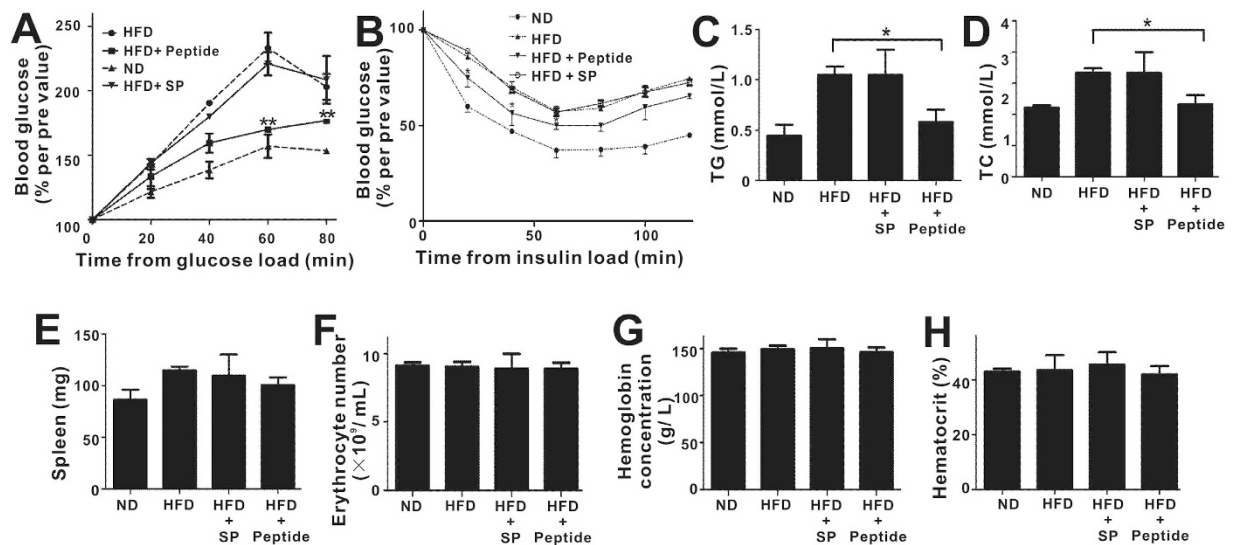 A
Blood glucose
(% per pre value)
250
200
150
100
HFD
HFD+ Peptide
ND
HFD+ SP
**
**
0
20
40
60
80
Time from glucose load (min)
B
Blood glucose
(% per pre value)
100
50
0
ND
HFD
HFD + Peptide
HFD + SP
*
*
*
0
50
100
Time from insulin load (min)
C
TG (mmol/L)
1.5
1.0
0.5
0.0
*
ND
HFD
HFD
+
SP
HFD
+
Peptide
D
TC (mmol/L)
4
3
2
1
0
*
ND
HFD
HFD
+
SP
HFD
+
Peptide
E
Spleen (mg)
150
100
50
0
ND
HFD
HFD
+
SP
HFD
+
Peptide
F
Erythrocyte number
(×10⁹/ mL)
10
5
0
ND
HFD
HFD
+
SP
HFD
+
Peptide
G
Hemoglobin
concentration
(g/ L)
150
100
50
0
ND
HFD
HFD
+
SP
HFD
+
Peptide
H
Hematocrit (%)
40
20
0
ND
HFD
HFD
+
SP
HFD
+
Peptide